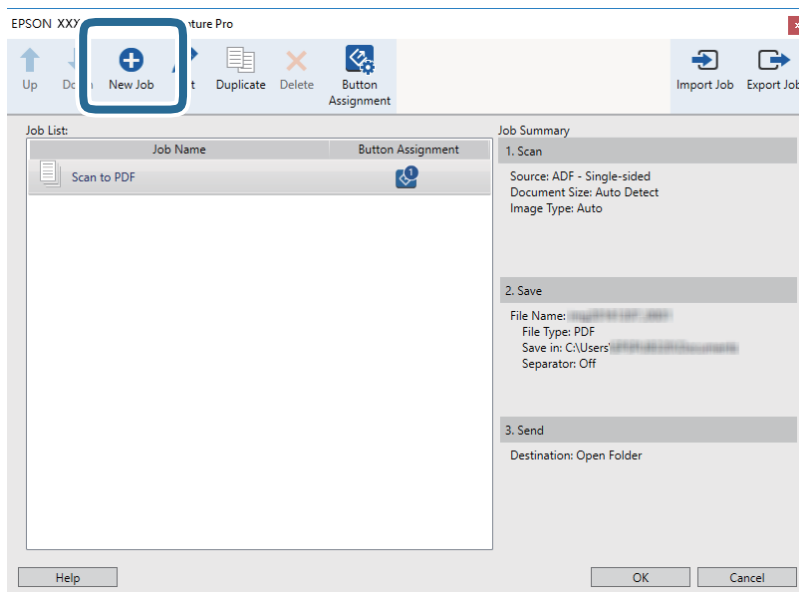 EPSON XXX ture Pro
Up
New Job
Duplicate
Delete
Button
Assignment
Import Job
Export Job
Job List:
Job Name
Button Assignment
Scan to PDF
1
Job Summary
1. Scan
Source: ADF - Single-sided
Document Size: Auto Detect
Image Type: Auto
2. Save
File Name:
File Type: PDF
Save in: C:\Users\
Separator: Off
3. Send
Destination: Open Folder
Help
OK
Cancel